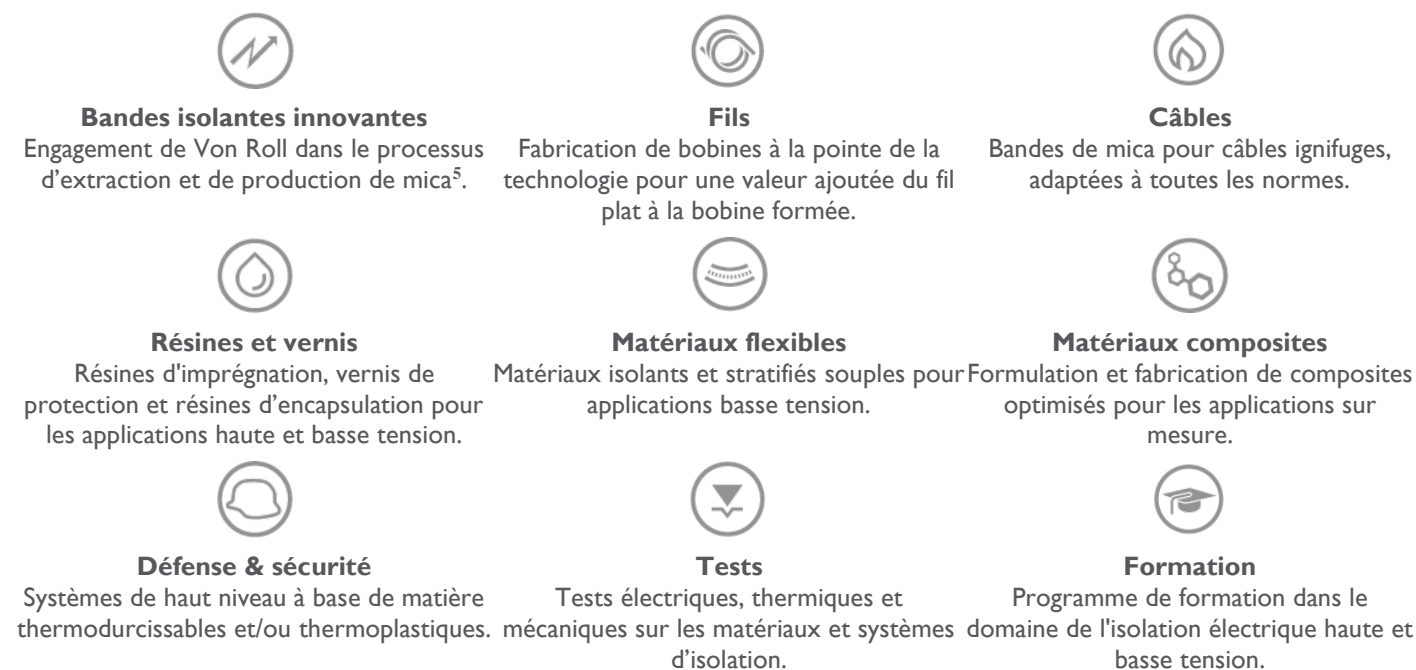 Bandes isolantes innovantes
Engagement de Von Roll dans le processus
d’extraction et de production de mica⁵.
Fils
Fabrication de bobines à la pointe de la
technologie pour une valeur ajoutée du fil
plat à la bobine formée.
Câbles
Bandes de mica pour câbles ignifuges,
adaptées à toutes les normes.
Résines et vernis
Résines d'imprégnation, vernis de
protection et résines d’encapsulation pour
les applications haute et basse tension.
Matériaux flexibles
Matériaux isolants et stratifiés souples pour
applications basse tension.
Matériaux composites
Formulation et fabrication de composites
optimisés pour les applications sur
mesure.
Défense & sécurité
Systèmes de haut niveau à base de matière
thermodurcissables et/ou thermoplastiques.
Tests
Tests électriques, thermiques et
mécaniques sur les matériaux et systèmes
d’isolation.
Formation
Programme de formation dans le
domaine de l'isolation électrique haute et
basse tension.